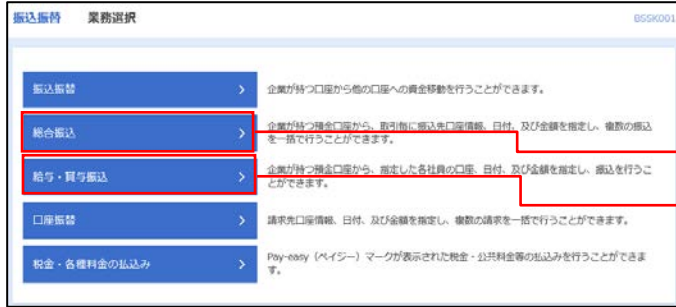 振込振替 業務選択 BSSK001
振込振替 企業が持つ口座から他の口座への資金移動を行うことができます。
総合振込 企業が持つ預金口座から、取引毎に振込先口座情報、日付、及び金額を指定し、複数の振込
を一括で行うことができます。
給与・賞与振込 企業が持つ預金口座から、指定した各社員の口座、日付、及び金額を指定し、振込を行うこ
とができます。
口座振替 請求先口座情報、日付、及び金額を指定し、複数の請求を一括で行うことができます。
税金・各種料金の払込み Pay-easy（ペイジー）マークが表示された税金・公共料金等の払込みを行うことができま
す。